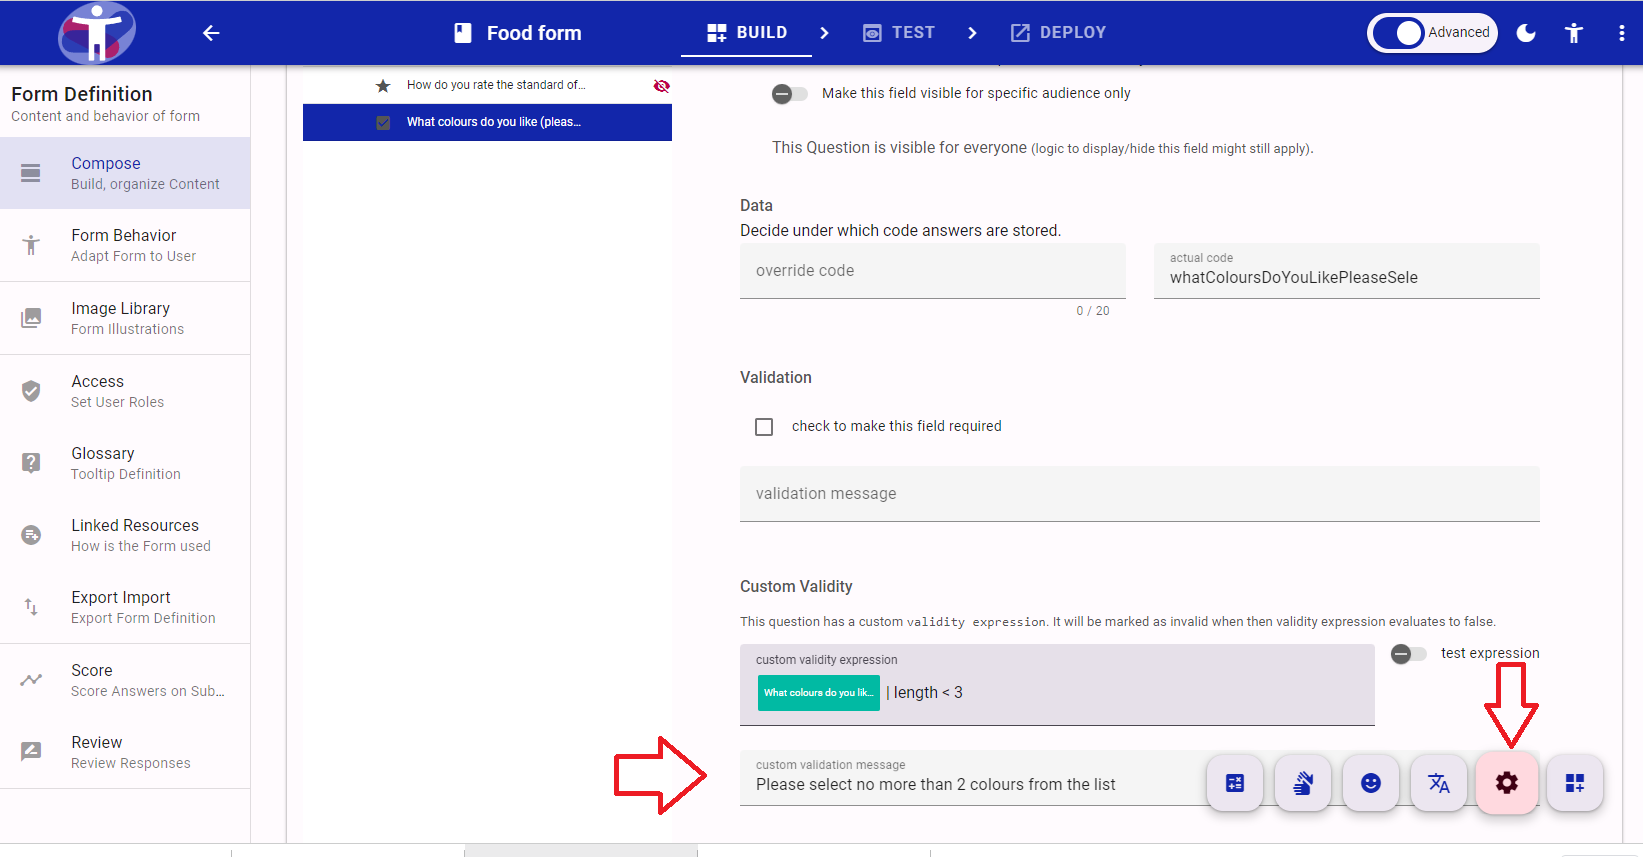 Food form
BUILD
TEST
DEPLOY
Advanced
Form Definition
Content and behavior of form
Compose
Build, organize Content
Form Behavior
Adapt Form to User
Image Library
Form Illustrations
Access
Set User Roles
Glossary
Tooltip Definition
Linked Resources
How is the Form used
Export Import
Export Form Definition
Score
Score Answers on Sub...
Review
Review Responses
How do you rate the standard of...
What colours do you like (pleas...
Make this field visible for specific audience only
This Question is visible for everyone (logic to display/hide this field might still apply).
Data
Decide under which code answers are stored.
override code
0 / 20
actual code
whatColoursDoYouLikePleaseSele
Validation
check to make this field required
validation message
Custom Validity
This question has a custom validity expression. It will be marked as invalid when then validity expression evaluates to false.
custom validity expression
What colours do you lik... | length < 3
test expression
custom validation message
Please select no more than 2 colours from the list